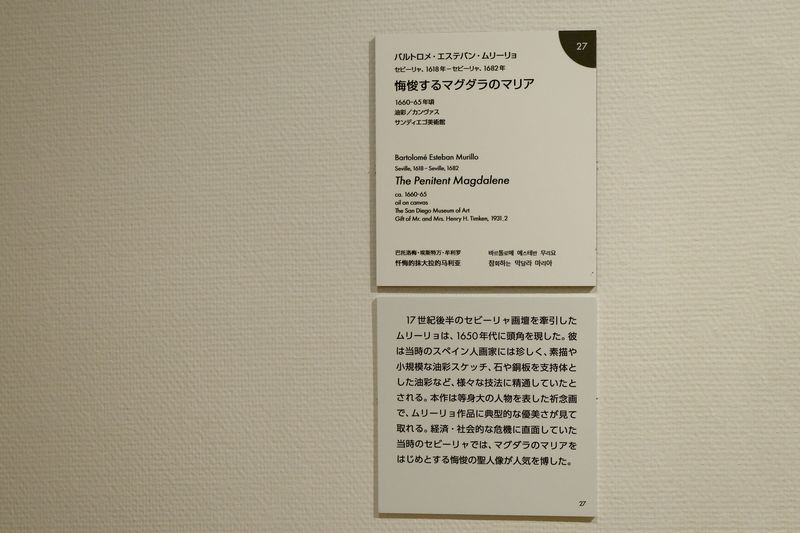 27
バルトロメ・エステバン・ムリーリョ
セビーリャ、1618年－セビーリャ、1682年
悔悛するマグダラのマリア
1660-65年頃
油彩／カンヴァス
サンディエゴ美術館
Bartolomé Esteban Murillo
Seville, 1618 – Seville, 1682
The Penitent Magdalene
ca. 1660-65
oil on canvas
The San Diego Museum of Art
Gift of Mr. and Mrs. Henry H. Timken, 1931.2
巴托洛梅·埃斯特万·牟利罗
忏悔的抹大拉的马利亚
바르톨로메 에스테반 무리요
참회하는 막달라 마리아
17世紀後半のセビーリャ画壇を牽引した
ムリーリョは、1650年代に頭角を現した。彼
は当時のスペイン人画家には珍しく、素描や
小規模な油彩スケッチ、石や銅板を支持体と
した油彩など、様々な技法に精通していたと
される。本作は等身大の人物を表した祈念画
で、ムリーリョ作品に典型的な優美さが見て
取れる。経済・社会的な危機に直面していた
当時のセビーリャでは、マグダラのマリアを
はじめとする悔悛の聖人像が人気を博した。
27